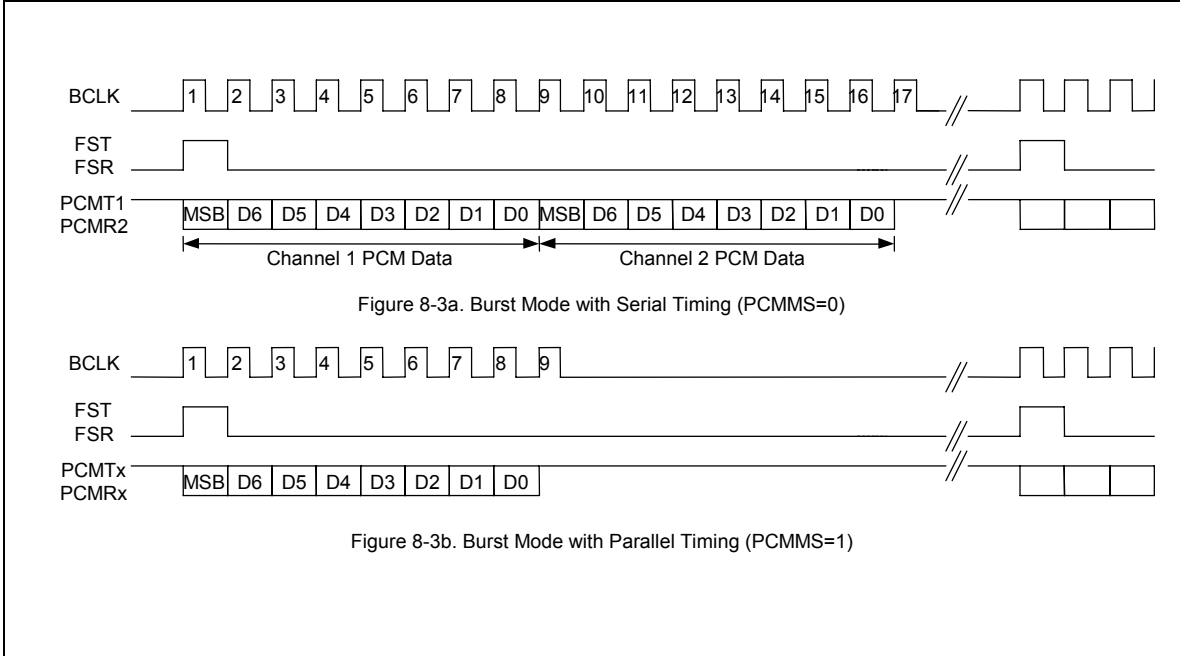 BCLK 1 2 3 4 5 6 7 8 9 10 11 12 13 14 15 16 17
FST
FSR
PCMT1
PCMR2
MSB D6 D5 D4 D3 D2 D1 D0 MSB D6 D5 D4 D3 D2 D1 D0
Channel 1 PCM Data Channel 2 PCM Data
Figure 8-3a. Burst Mode with Serial Timing (PCMMS=0)
BCLK 1 2 3 4 5 6 7 8 9
FST
FSR
PCMTx
PCMRx
MSB D6 D5 D4 D3 D2 D1 D0
Figure 8-3b. Burst Mode with Parallel Timing (PCMMS=1)